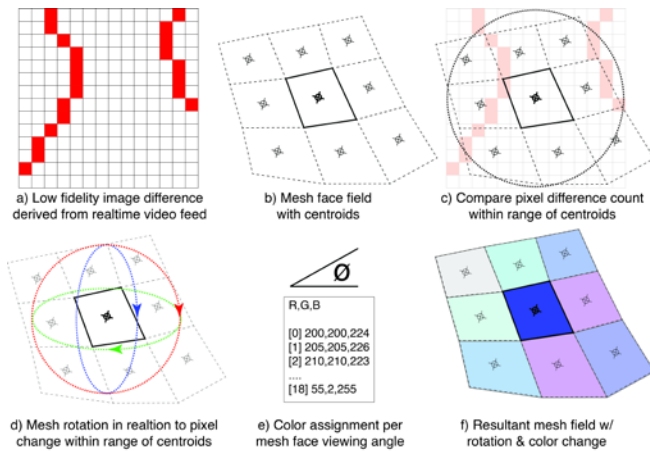 a) Low fidelity image difference
derived from realtime video feed
b) Mesh face field
with centroids
c) Compare pixel difference count
within range of centroids
Ø
R,G,B
[0] 200,200,224
[1] 205,205,226
[2] 210,210,223
....
[18] 55,2,255
d) Mesh rotation in realtion to pixel
change within range of centroids
e) Color assignment per
mesh face viewing angle
f) Resultant mesh field w/
rotation & color change